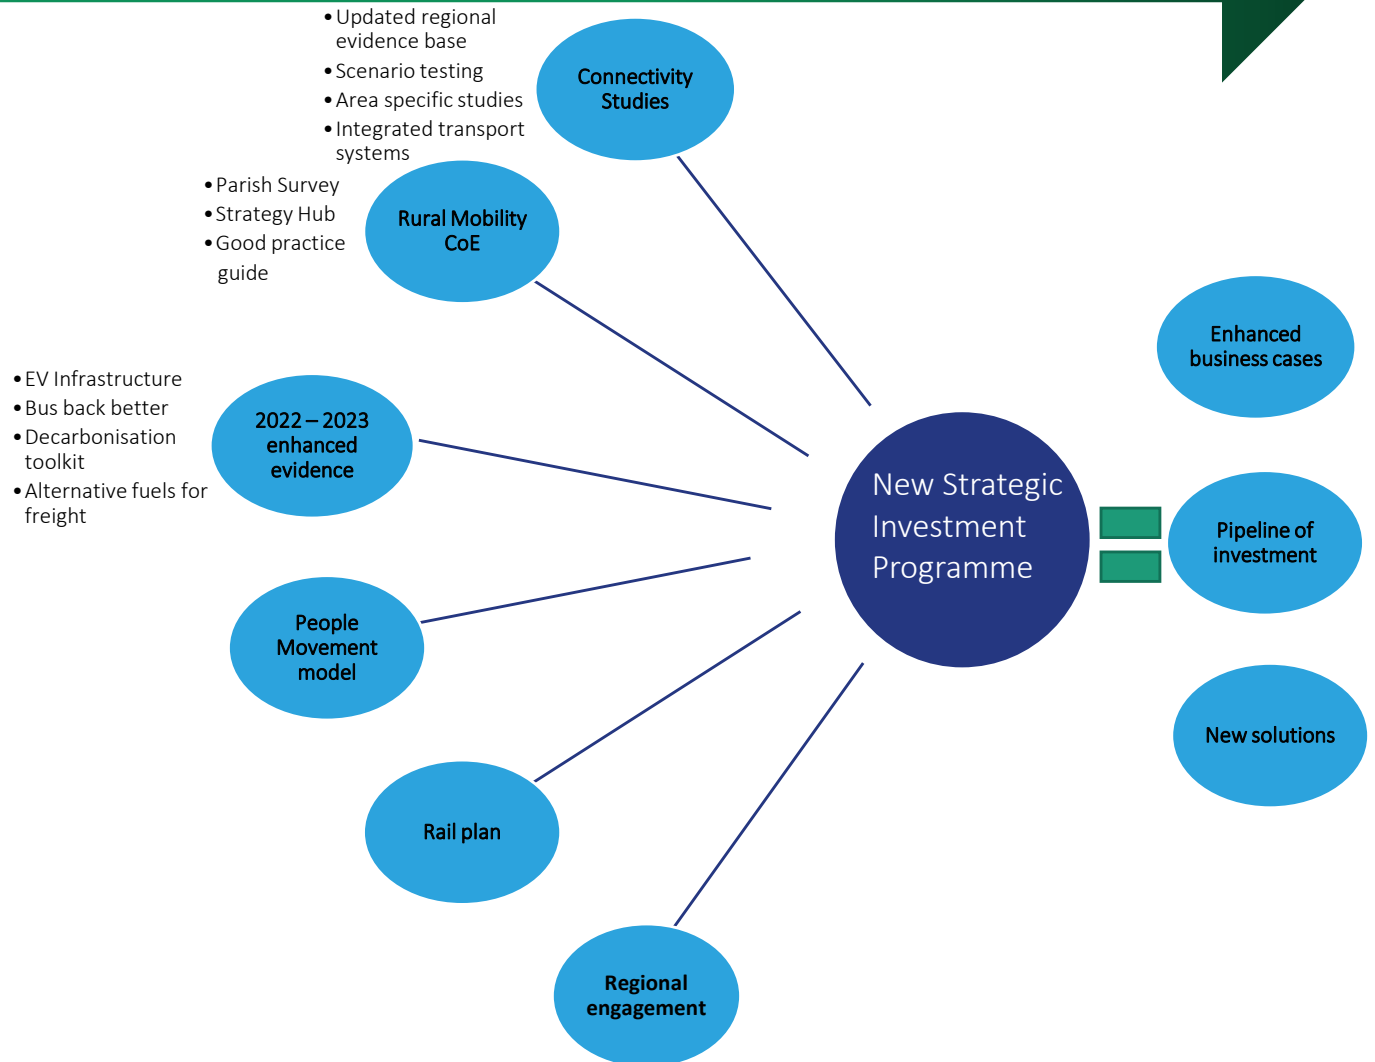 • Updated regional
evidence base
• Scenario testing
• Area specific studies
• Integrated transport
systems
Connectivity
Studies
• Parish Survey
• Strategy Hub
• Good practice
guide
Rural Mobility
CoE
• EV Infrastructure
• Bus back better
• Decarbonisation
toolkit
• Alternative fuels for
freight
2022 – 2023
enhanced
evidence
People
Movement
model
Rail plan
Regional
engagement
New Strategic
Investment
Programme
Enhanced
business cases
Pipeline of
investment
New solutions